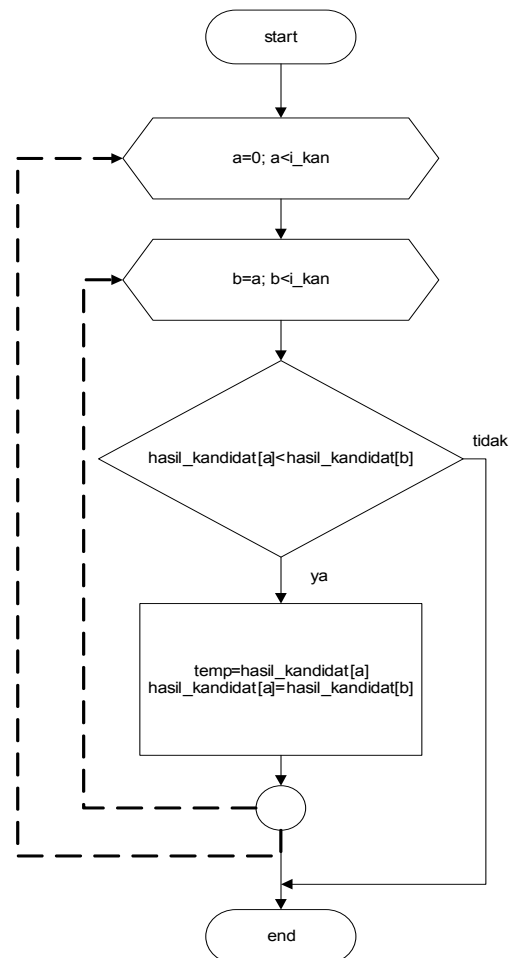 start
a=0; a<i_kan
b=a; b<i_kan
hasil_kandidat[a]<hasil_kandidat[b]
tidak
ya
temp=hasil_kandidat[a]
hasil_kandidat[a]=hasil_kandidat[b]
end